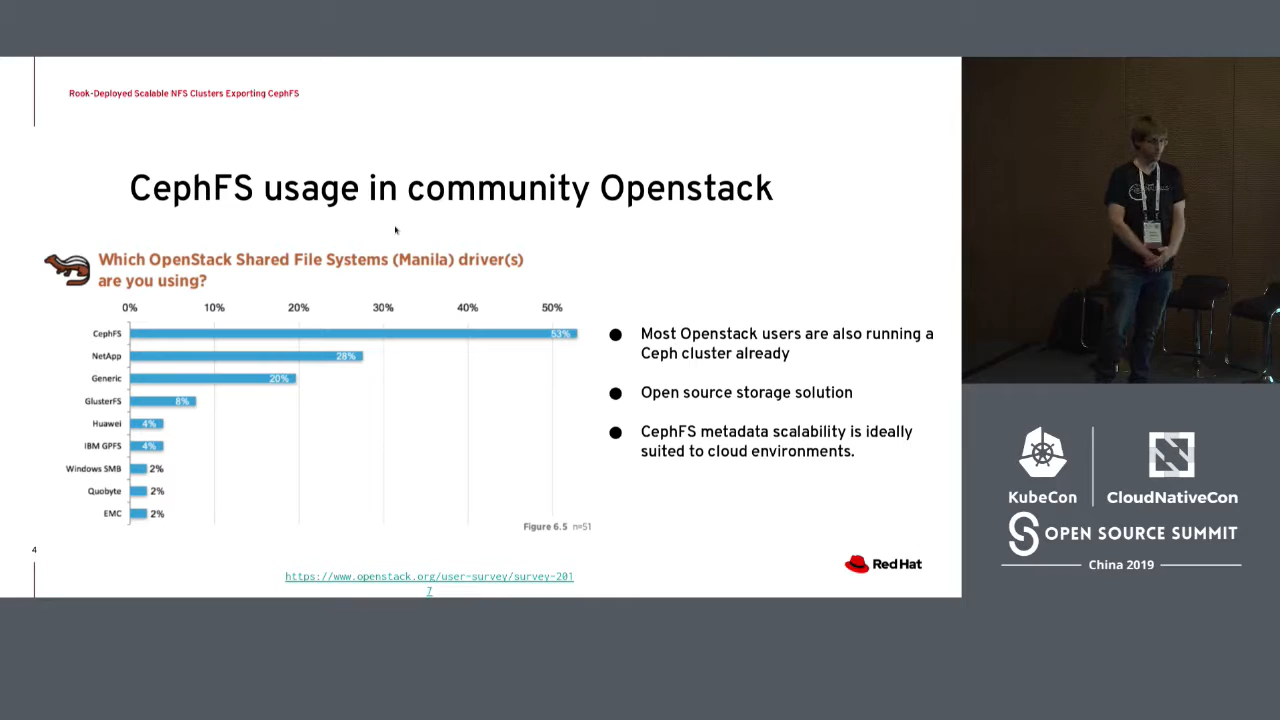 Rook-Deployed Scalable NFS Clusters Exporting CephFS
CephFS usage in community Openstack
Which OpenStack Shared File Systems (Manila) driver(s)
are you using?
0% 10% 20% 30% 40% 50%
CephFS 53%
NetApp 28%
Generic 20%
GlusterFS 8%
Huawei 4%
IBM GPFS 4%
Windows SMB 2%
Quobyte 2%
EMC 2%
Figure 6.5 n=51
Most Openstack users are also running a
Ceph cluster already
Open source storage solution
CephFS metadata scalability is ideally
suited to cloud environments.
4
https://www.openstack.org/user-survey/survey-201
7
Red Hat
KubeCon
CloudNativeCon
OPEN SOURCE SUMMIT
China 2019